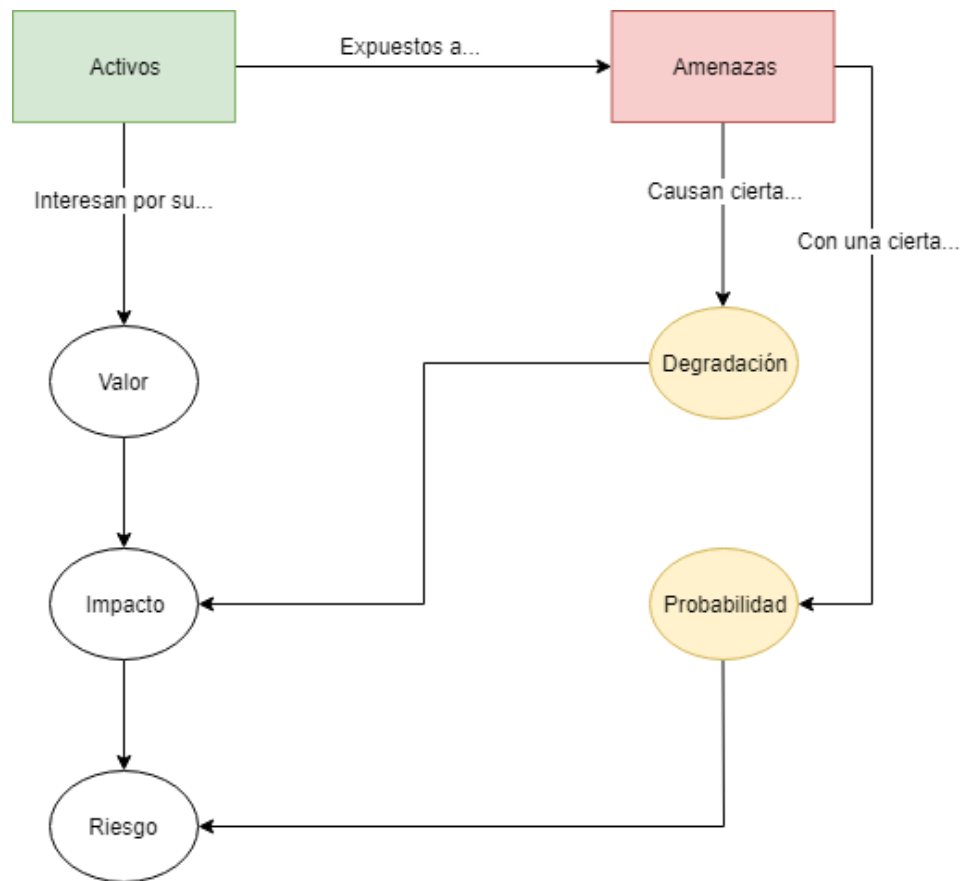 Activos
Expuestos a...
Amenazas
Interesan por su...
Causan cierta...
Con una cierta...
Valor
Degradación
Impacto
Probabilidad
Riesgo